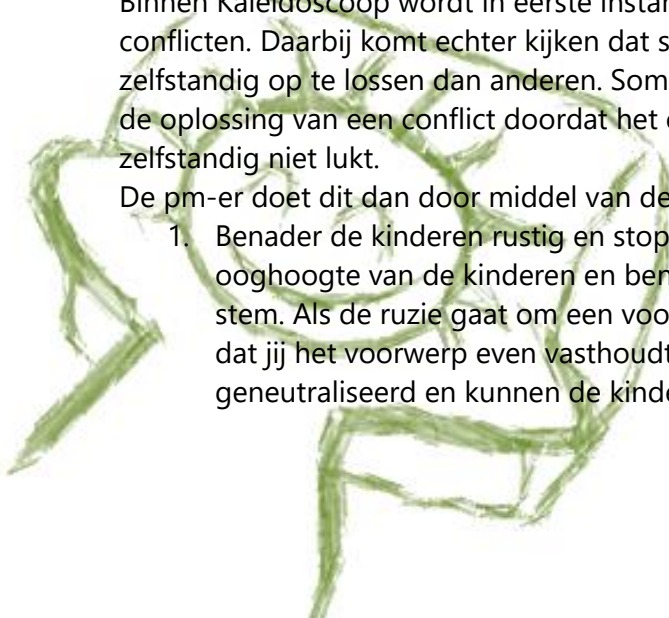 Binnen Kaleidoscoop wordt in eerste instan
conflicten. Daarbij komt echter kijken dat s
zelfstandig op te lossen dan anderen. Som
de oplossing van een conflict doordat het
zelfstandig niet lukt.
De pm-er doet dit dan door middel van de
1. Benader de kinderen rustig en stop
ooghoogte van de kinderen en ben
stem. Als de ruzie gaat om een voo
dat jij het voorwerp even vasthoudt
geneutraliseerd en kunnen de kind